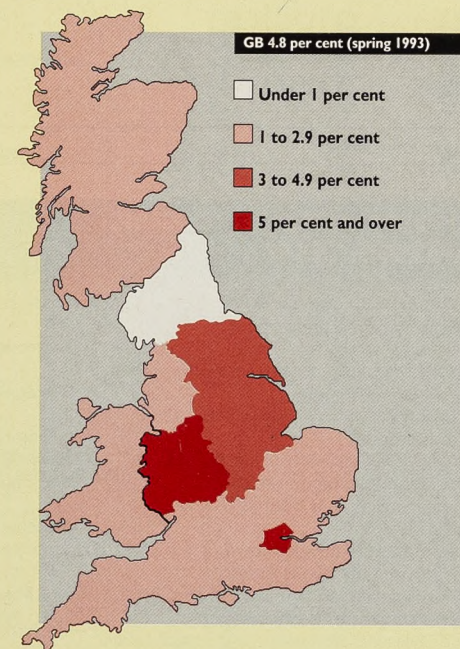 GB 4.8 per cent (spring 1993)
Under 1 per cent
1 to 2.9 per cent
3 to 4.9 per cent
5 per cent and over